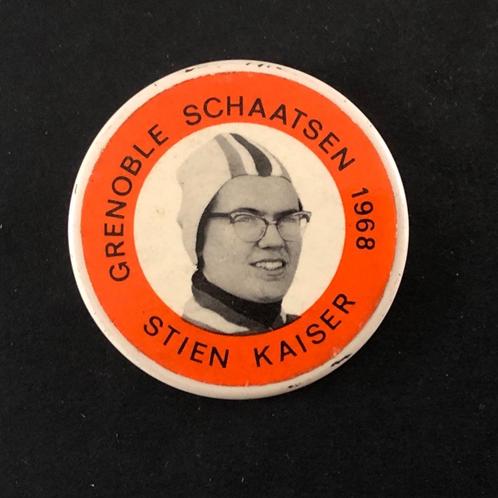 GRENOBLE SCHAATSEN 1968
STIEN KAISER